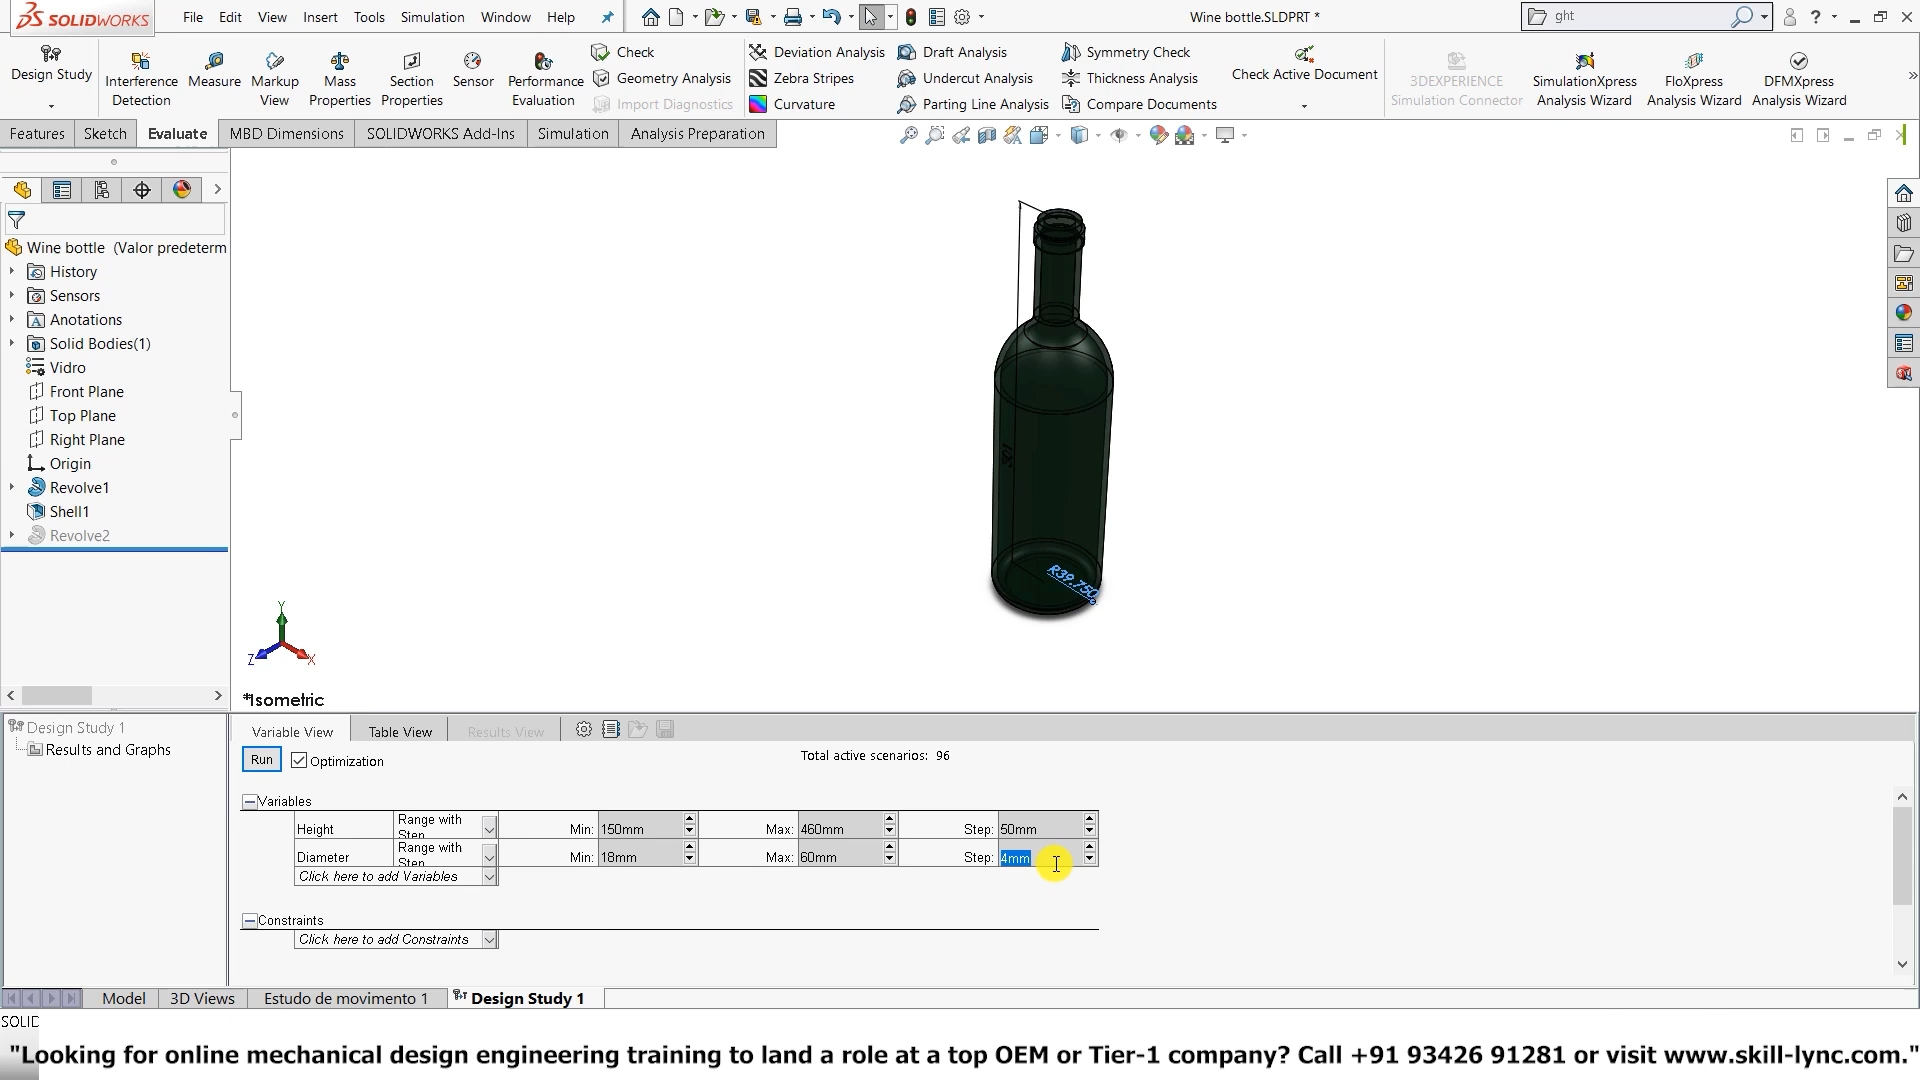 SOLIDWORKS
File Edit View Insert Tools Simulation Window Help
Wine bottle.SLDPRT *
ght
Design Study
Interference Detection
Measure
Markup View
Mass Properties
Section Properties
Sensor
Performance Evaluation
Check
Geometry Analysis
Import Diagnostics
Deviation Analysis
Zebra Stripes
Curvature
Draft Analysis
Undercut Analysis
Parting Line Analysis
Symmetry Check
Thickness Analysis
Compare Documents
Check Active Document
3DEXPERIENCE Simulation Connector
SimulationXpress Analysis Wizard
FloXpress Analysis Wizard
DFMXpress Analysis Wizard
Features Sketch Evaluate MBD Dimensions SOLIDWORKS Add-Ins Simulation Analysis Preparation
Wine bottle (Valor predeterm
History
Sensors
Anotations
Solid Bodies(1)
Vidro
Front Plane
Top Plane
Right Plane
Origin
Revolve1
Shell1
Revolve2
R39.750
Y
Z
X
*Isometric
Design Study 1
Results and Graphs
Variable View Table View Results View
Run Optimization Total active scenarios: 96
Variables
Height Range with Step Min: 150mm Max: 460mm Step: 50mm
Diameter Range with Step Min: 18mm Max: 60mm Step: 4mm
Click here to add Variables
Constraints
Click here to add Constraints
Model 3D Views Estudo de movimento 1 Design Study 1
SOLID
"Looking for online mechanical design engineering training to land a role at a top OEM or Tier-1 company? Call +91 93426 91281 or visit www.skill-lync.com."